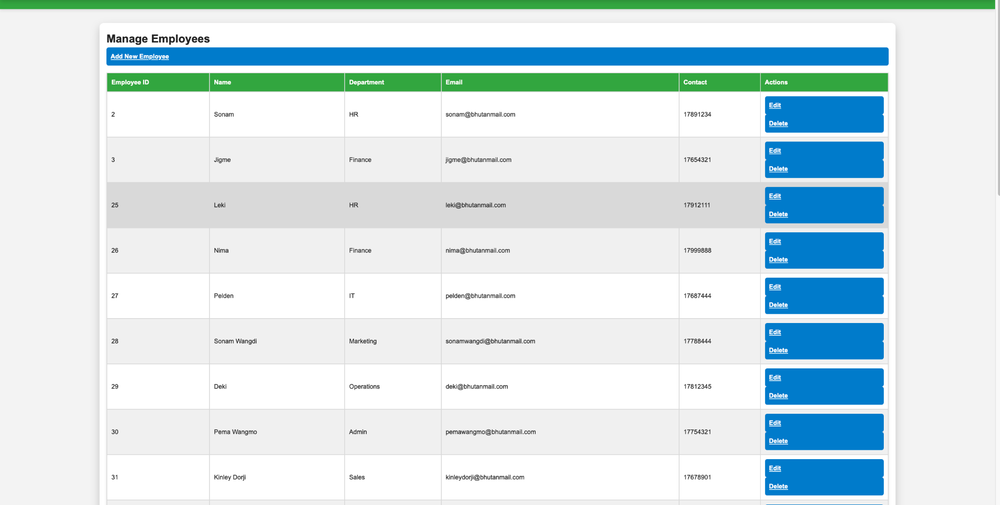 Manage Employees
Add New Employee
Employee ID Name Department Email Contact Actions
2 Sonam HR sonam@bhutanmail.com 17891234 Edit
Delete
3 Jigme Finance jigme@bhutanmail.com 17654321 Edit
Delete
25 Leki HR leki@bhutanmail.com 17912111 Edit
Delete
26 Nima Finance nima@bhutanmail.com 17999888 Edit
Delete
27 Pelden IT pelden@bhutanmail.com 17687444 Edit
Delete
28 Sonam Wangdi Marketing sonamwangdi@bhutanmail.com 17788444 Edit
Delete
29 Deki Operations deki@bhutanmail.com 17812345 Edit
Delete
30 Pema Wangmo Admin pemawangmo@bhutanmail.com 17754321 Edit
Delete
31 Kinley Dorji Sales kinleydorji@bhutanmail.com 17678901 Edit
Delete